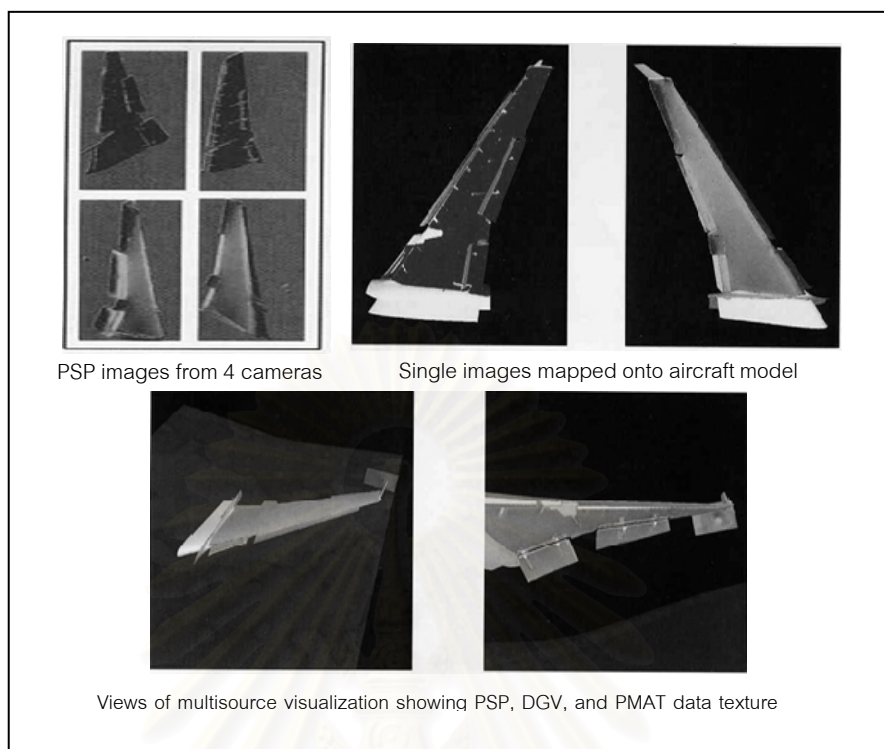 PSP images from 4 cameras
Single images mapped onto aircraft model
Views of multisource visualization showing PSP, DGV, and PMAT data texture